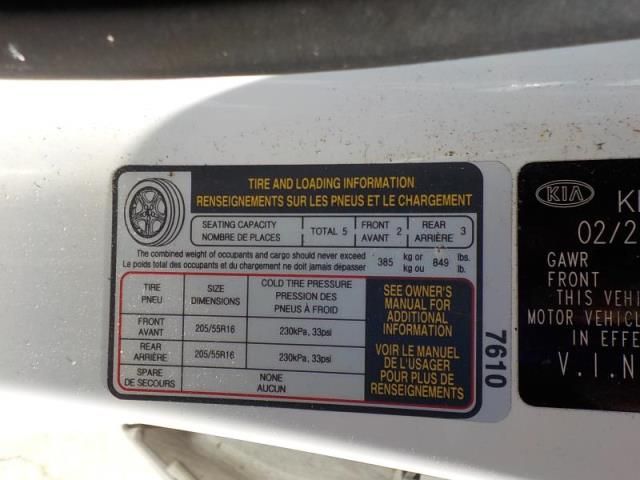 TIRE AND LOADING INFORMATION
RENSEIGNEMENTS SUR LES PNEUS ET LE CHARGEMENT
SEATING CAPACITY
NOMBRE DE PLACES
TOTAL 5
FRONT
AVANT 2
REAR
ARRIÈRE 3
The combined weight of occupants and cargo should never exceed
Le poids total des occupants et du chargement ne doit jamais dépasser
385 kg or 849 lbs.
kg ou lb.
TIRE
PNEU
SIZE
DIMENSIONS
COLD TIRE PRESSURE
PRESSION DES
PNEUS À FROID
FRONT
AVANT
205/55R16
230kPa, 33psi
REAR
ARRIÈRE
205/55R16
230kPa, 33psi
SPARE
DE SECOURS
NONE
AUCUN
SEE OWNER'S
MANUAL FOR
ADDITIONAL
INFORMATION
VOIR LE MANUEL
DE L'USAGER
POUR PLUS DE
RENSEIGNEMENTS
7610
KIA
02/2
GAWR
FRONT
THIS VEHI
MOTOR VEHICL
IN EFFE
V.I.N